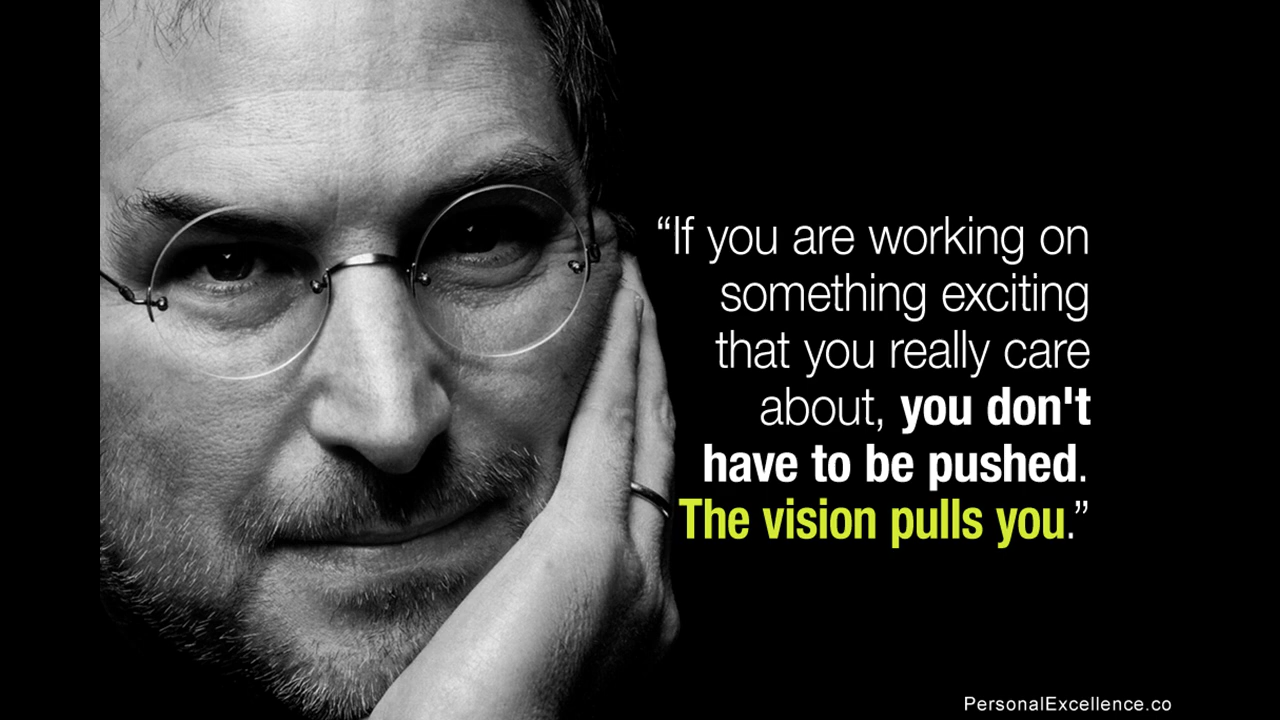 “If you are working on
something exciting
that you really care
about, you don't
have to be pushed.
The vision pulls you.”
PersonalExcellence.co